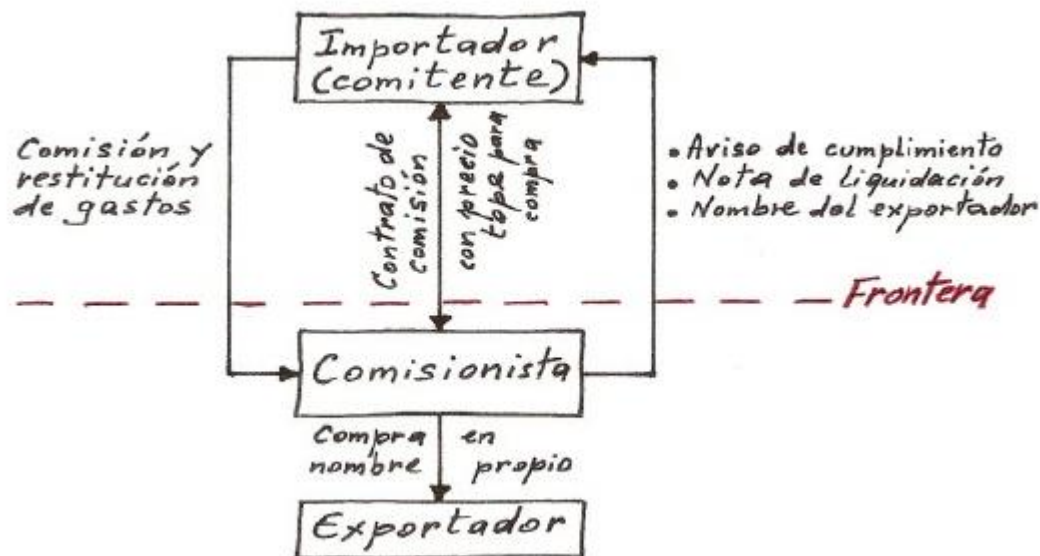 Importador
(comitente)
Comisión y
restitución
de gastos
Contrato de
comisión
con precio
tope para
compra
• Aviso de cumplimiento
• Nota de liquidación
• Nombre del exportador
Frontera
Comisionista
Compra en
nombre propio
Exportador